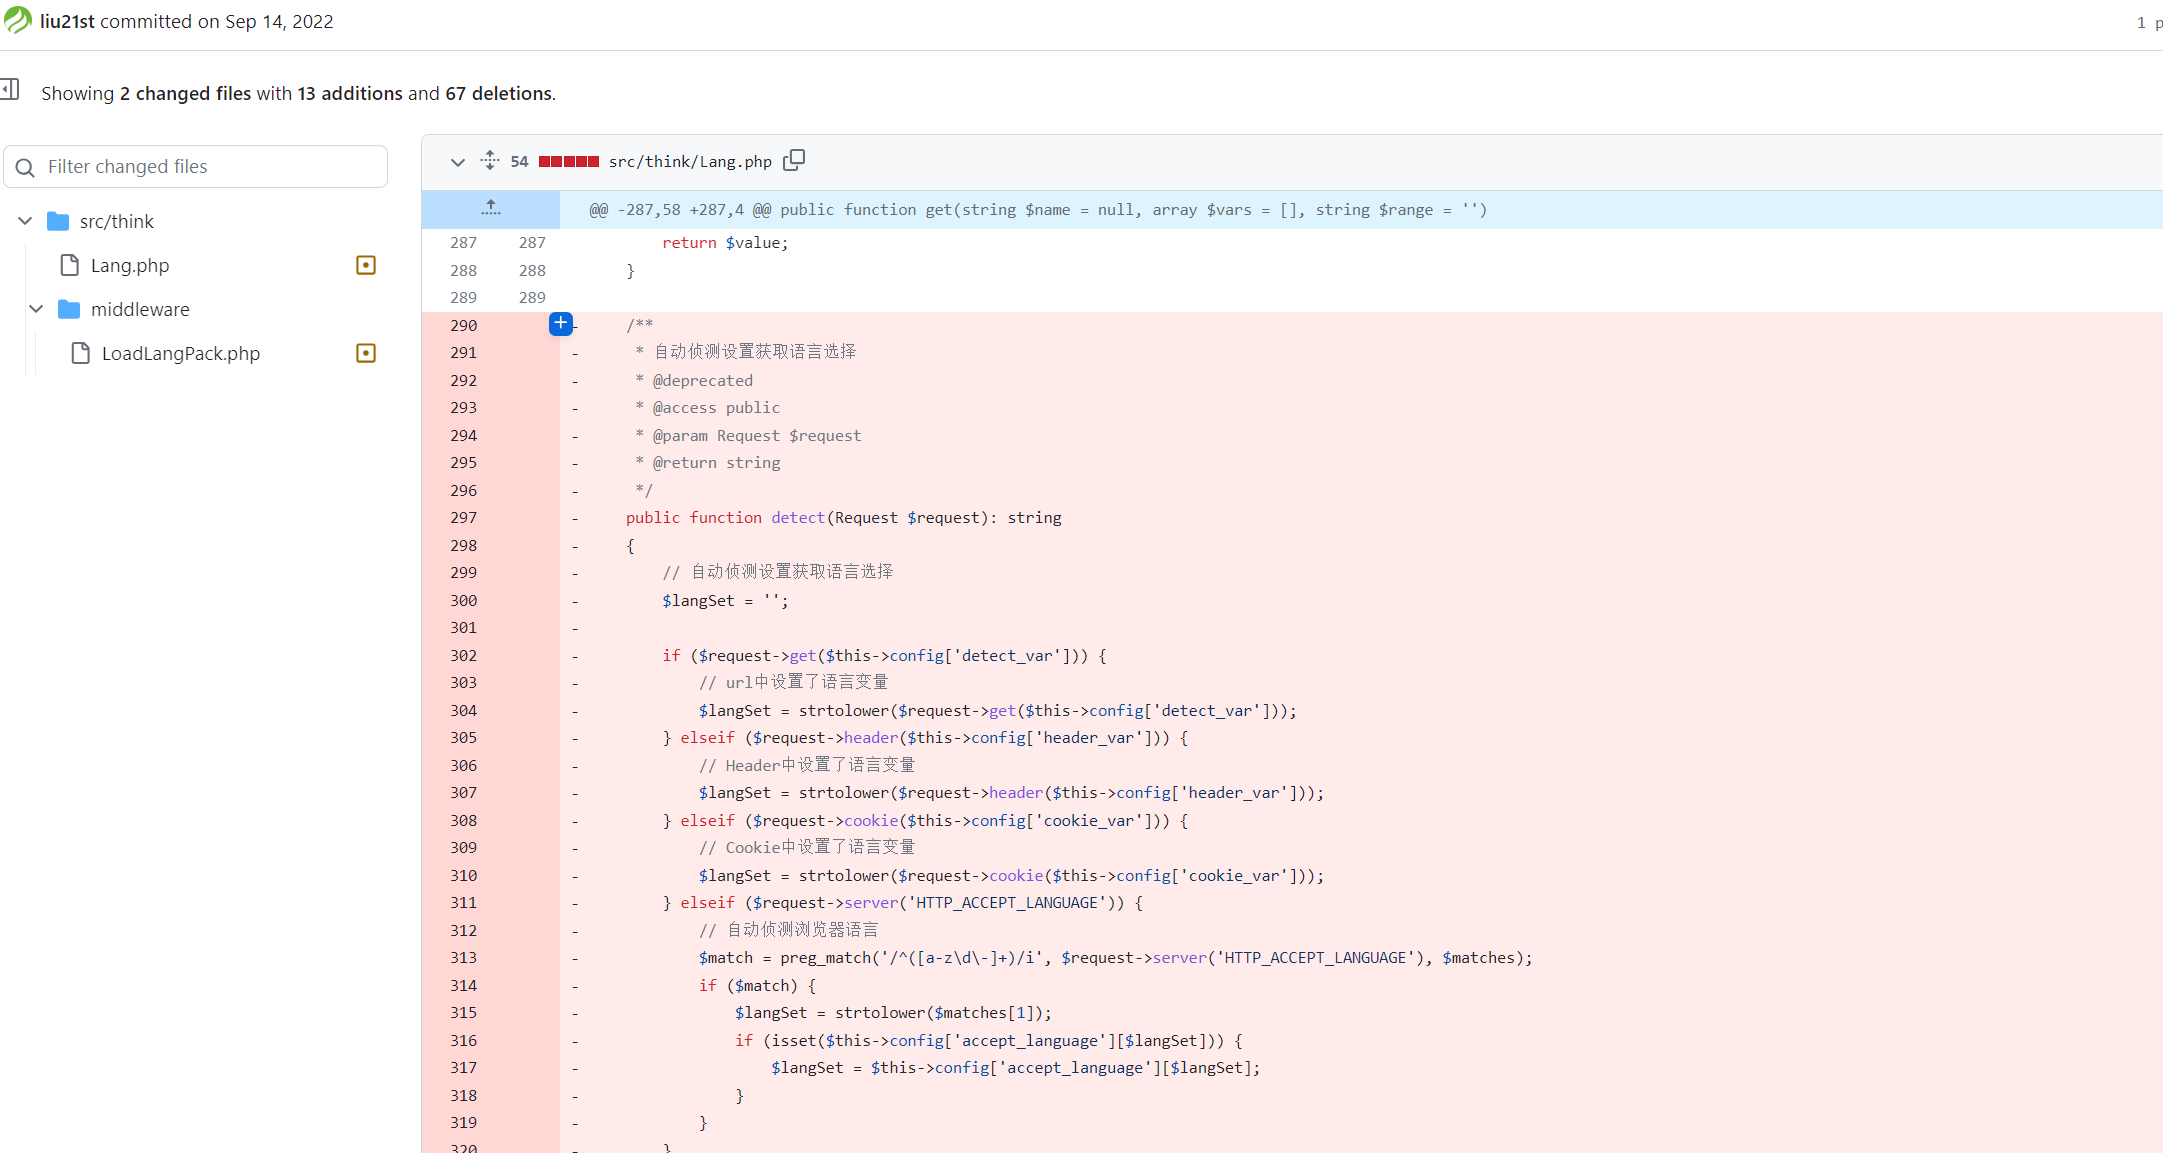 liu21st committed on Sep 14, 2022
1 p
Showing 2 changed files with 13 additions and 67 deletions.
Filter changed files
src/think
Lang.php
middleware
LoadLangPack.php
54 src/think/Lang.php
@@ -287,58 +287,4 @@ public function get(string $name = null, array $vars = [], string $range = '')
287 287 return $value;
288 288 }
289 289
290 - /**
291 - * 自动侦测设置获取语言选择
292 - * @deprecated
293 - * @access public
294 - * @param Request $request
295 - * @return string
296 - */
297 - public function detect(Request $request): string
298 - {
299 - // 自动侦测设置获取语言选择
300 - $langSet = '';
301 -
302 - if ($request->get($this->config['detect_var'])) {
303 - // url中设置了语言变量
304 - $langSet = strtolower($request->get($this->config['detect_var']));
305 - } elseif ($request->header($this->config['header_var'])) {
306 - // Header中设置了语言变量
307 - $langSet = strtolower($request->header($this->config['header_var']));
308 - } elseif ($request->cookie($this->config['cookie_var'])) {
309 - // Cookie中设置了语言变量
310 - $langSet = strtolower($request->cookie($this->config['cookie_var']));
311 - } elseif ($request->server('HTTP_ACCEPT_LANGUAGE')) {
312 - // 自动侦测浏览器语言
313 - $match = preg_match('/^([a-z\d\-]+)/i', $request->server('HTTP_ACCEPT_LANGUAGE'), $matches);
314 - if ($match) {
315 - $langSet = strtolower($matches[1]);
316 - if (isset($this->config['accept_language'][$langSet])) {
317 - $langSet = $this->config['accept_language'][$langSet];
318 - }
319 - }
320 - }